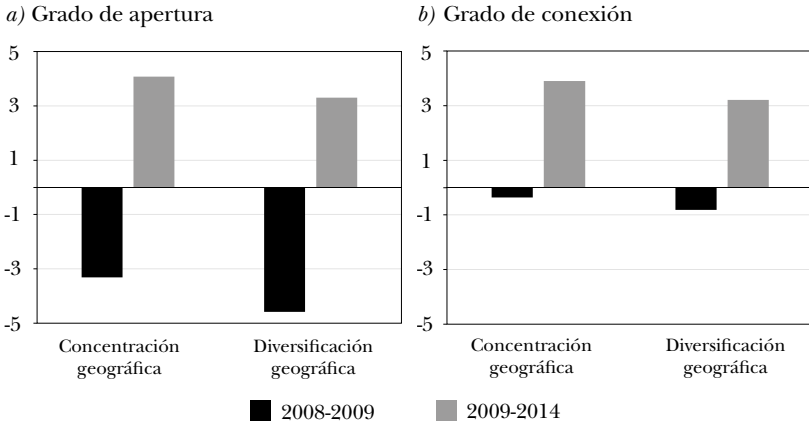 a) Grado de apertura
5
3
1
-1
-3
-5
Concentración
geográfica
Diversificación
geográfica
b) Grado de conexión
5
3
1
-1
-3
-5
Concentración
geográfica
Diversificación
geográfica
2008-2009
2009-2014